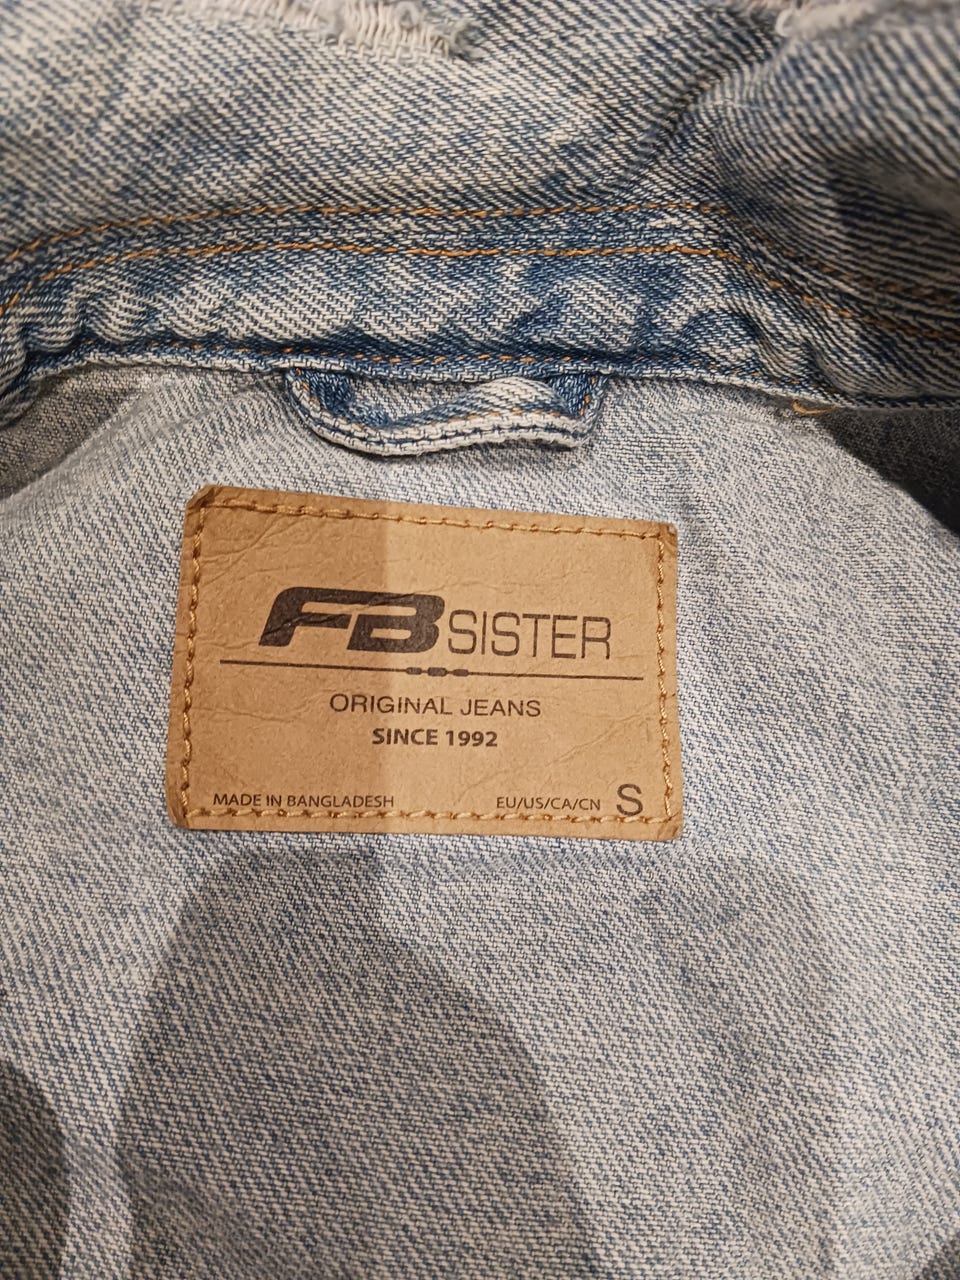 FB SISTER
ORIGINAL JEANS
SINCE 1992
MADE IN BANGLADESH EU/US/CA/CN S